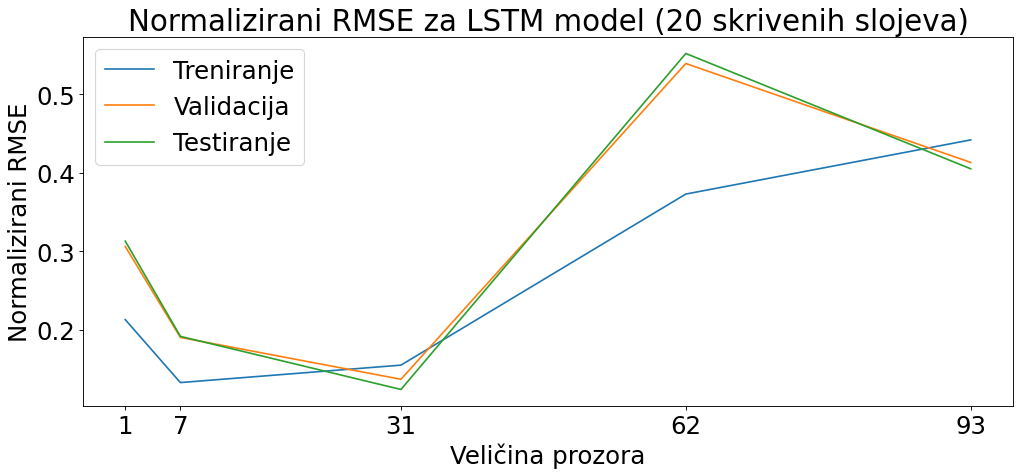 Normalizirani RMSE za LSTM model (20 skrivenih slojeva)
Treniranje
Validacija
Testiranje
Normalizirani RMSE
0.5
0.4
0.3
0.2
1 7 31 62 93
Veličina prozora